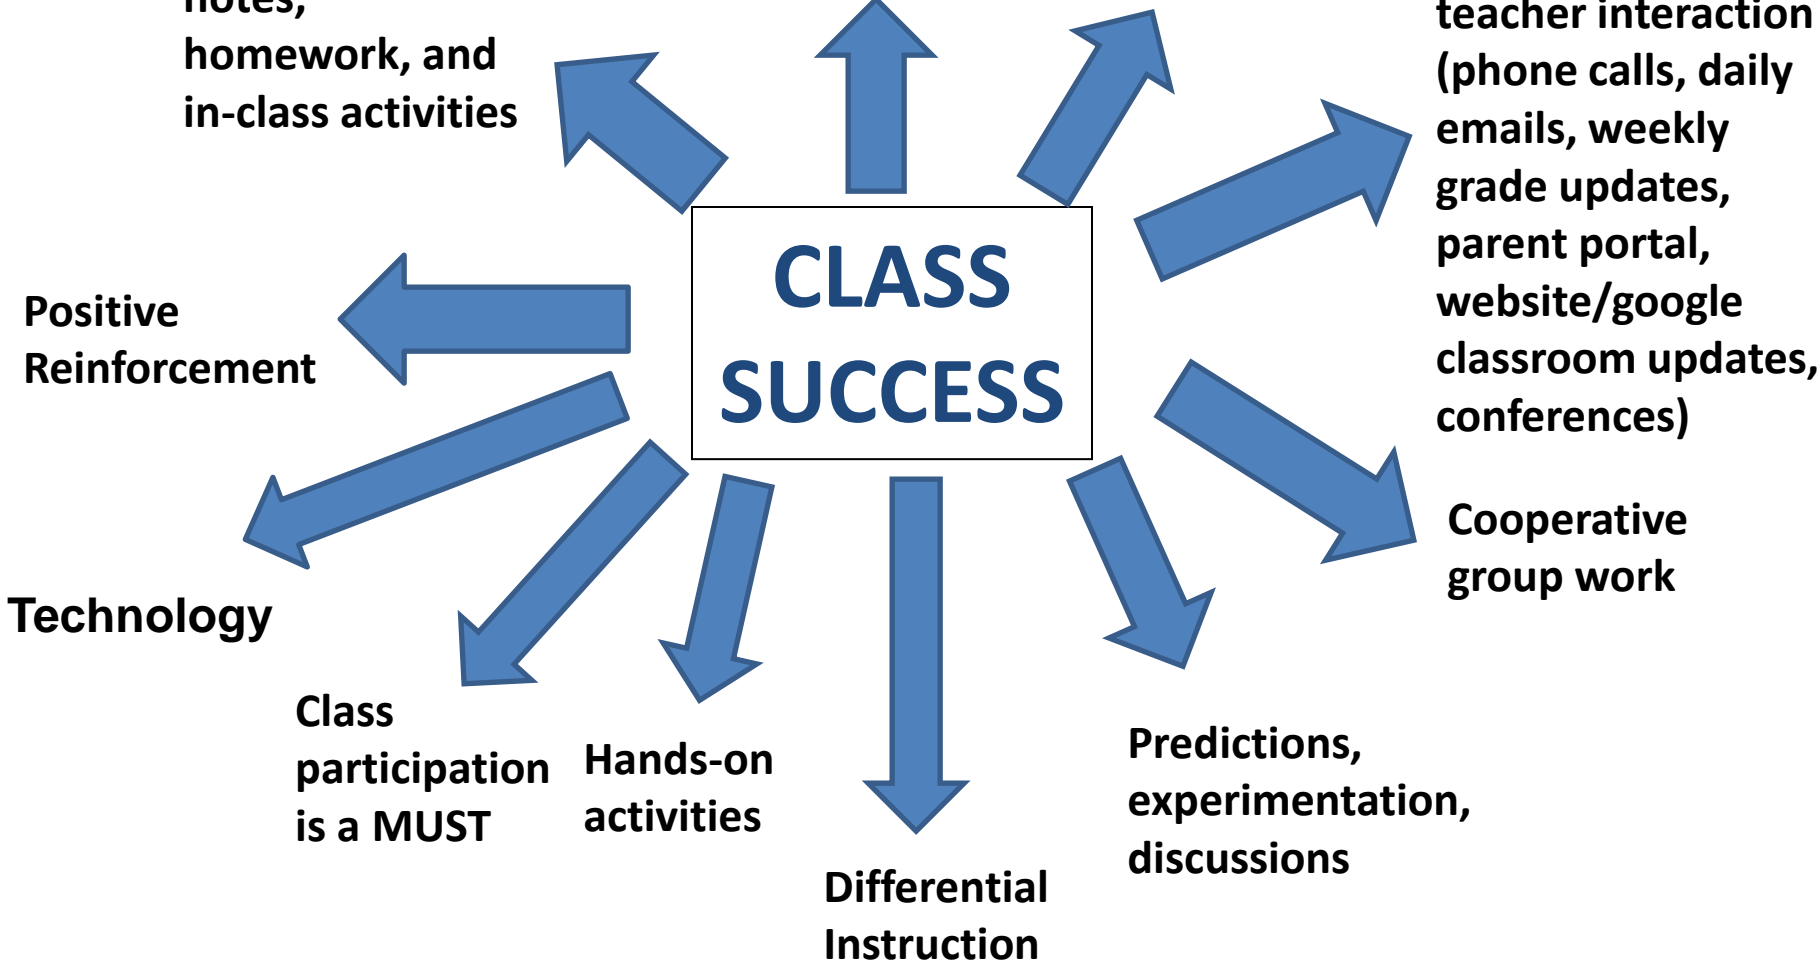 notes,
homework, and
in-class activities
teacher interaction
(phone calls, daily
emails, weekly
grade updates,
parent portal,
website/google
classroom updates,
conferences)
CLASS
SUCCESS
Positive
Reinforcement
Cooperative
group work
Technology
Class
participation
is a MUST
Hands-on
activities
Predictions,
experimentation,
discussions
Differential
Instruction